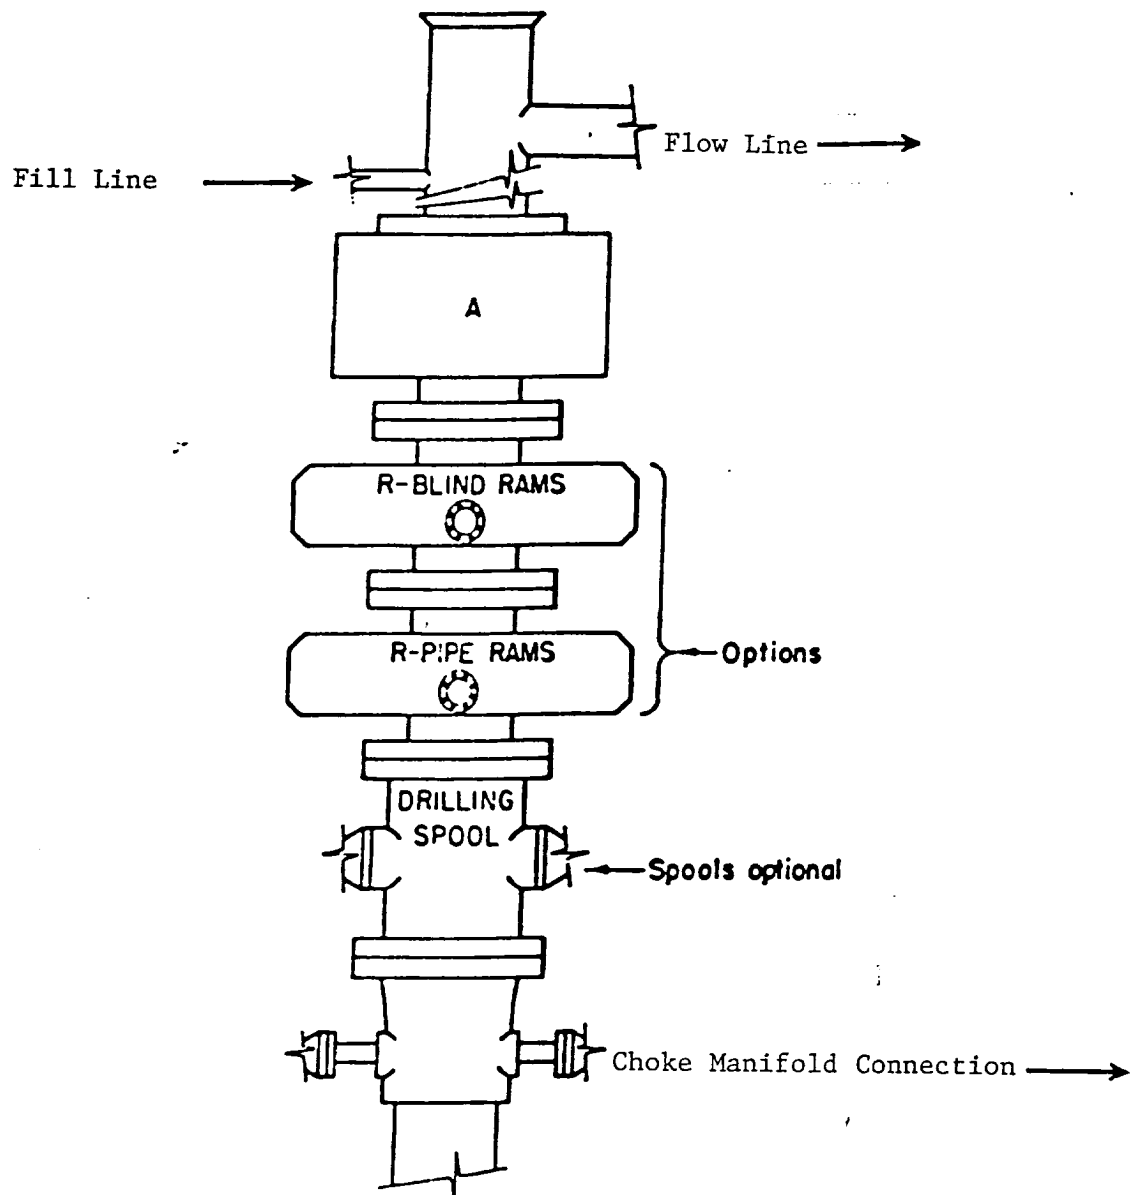 Flow Line
Fill Line
A
R-BLIND RAMS
R-PIPE RAMS
Options
DRILLING
SPOOL
Spools optional
Choke Manifold Connection